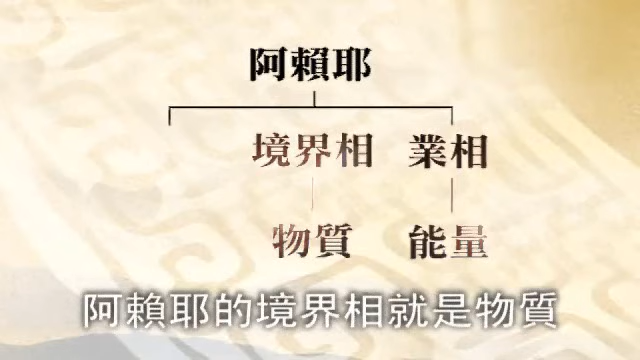 阿賴耶
境界相 業相
物質 能量
阿賴耶的境界相就是物質